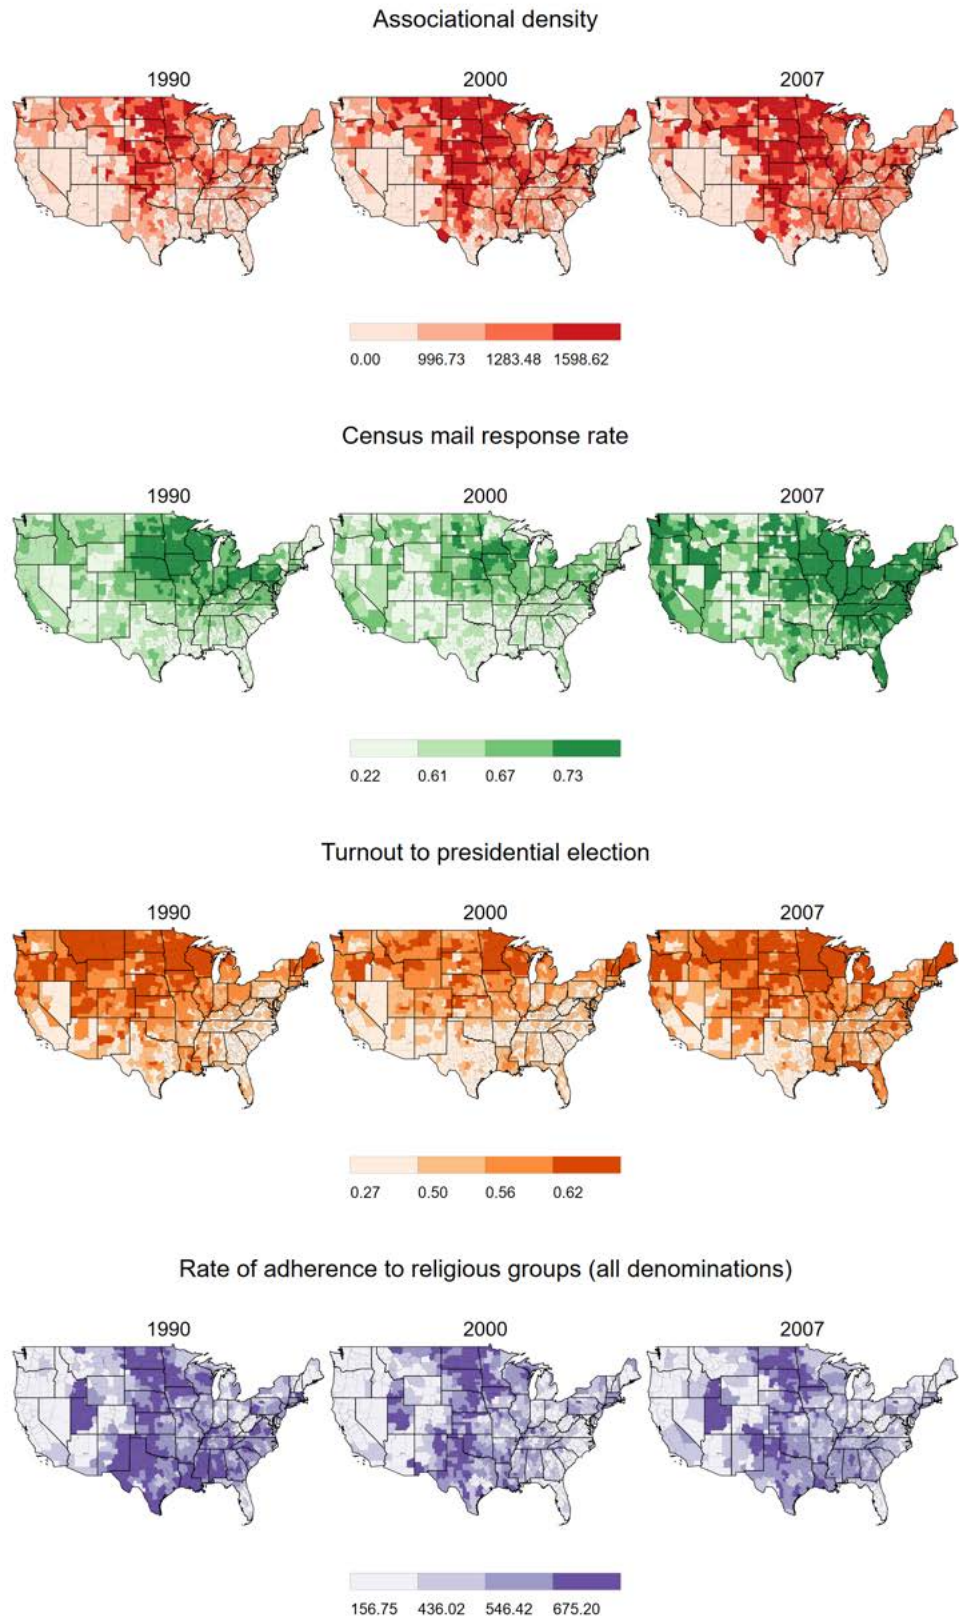 Associational density
1990 2000 2007
0.00 996.73 1283.48 1598.62
Census mail response rate
1990 2000 2007
0.22 0.61 0.67 0.73
Turnout to presidential election
1990 2000 2007
0.27 0.50 0.56 0.62
Rate of adherence to religious groups (all denominations)
1990 2000 2007
156.75 436.02 546.42 675.20